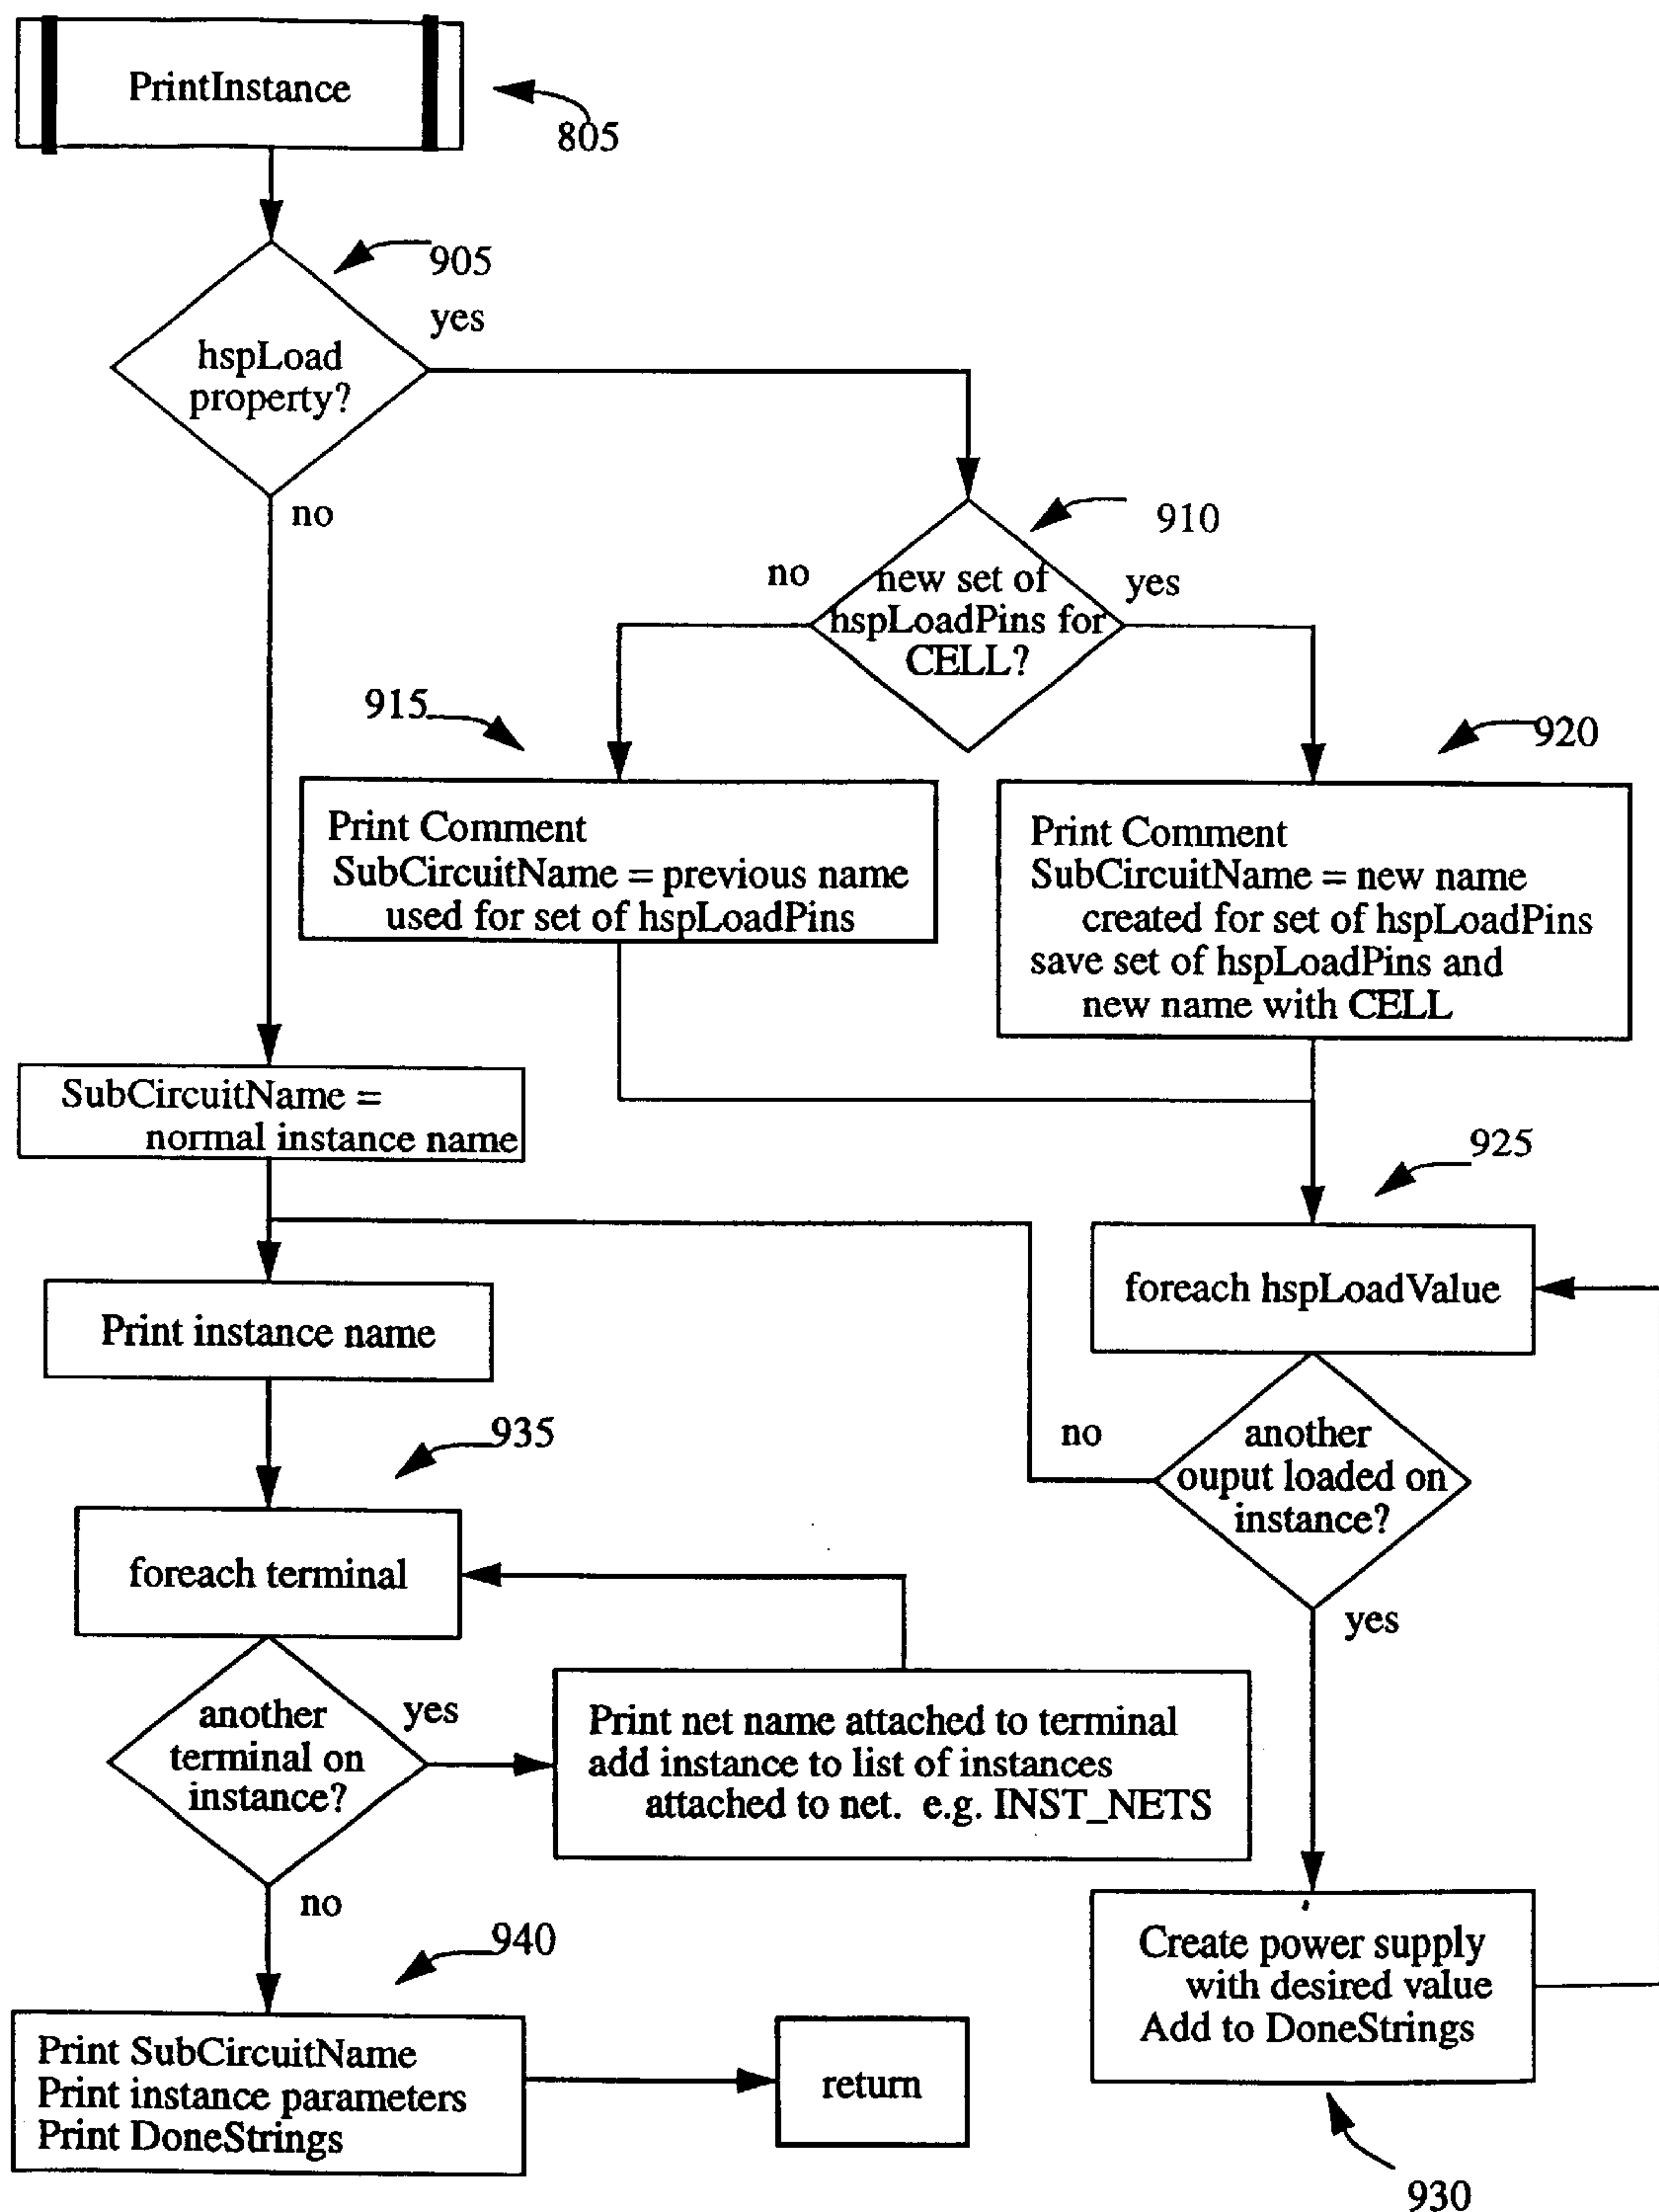 PrintInstance
805
905
yes
hspLoad
property?
no
910
no
new set of
hspLoadPins for
CELL?
yes
915
920
Print Comment
SubCircuitName = previous name
used for set of hspLoadPins
Print Comment
SubCircuitName = new name
created for set of hspLoadPins
save set of hspLoadPins and
new name with CELL
SubCircuitName =
normal instance name
925
foreach hspLoadValue
Print instance name
935
no
another
ouput loaded on
instance?
yes
foreach terminal
another
terminal on
instance?
yes
Print net name attached to terminal
add instance to list of instances
attached to net. e.g. INST_NETS
no
940
Create power supply
with desired value
Add to DoneStrings
Print SubCircuitName
Print instance parameters
Print DoneStrings
return
930